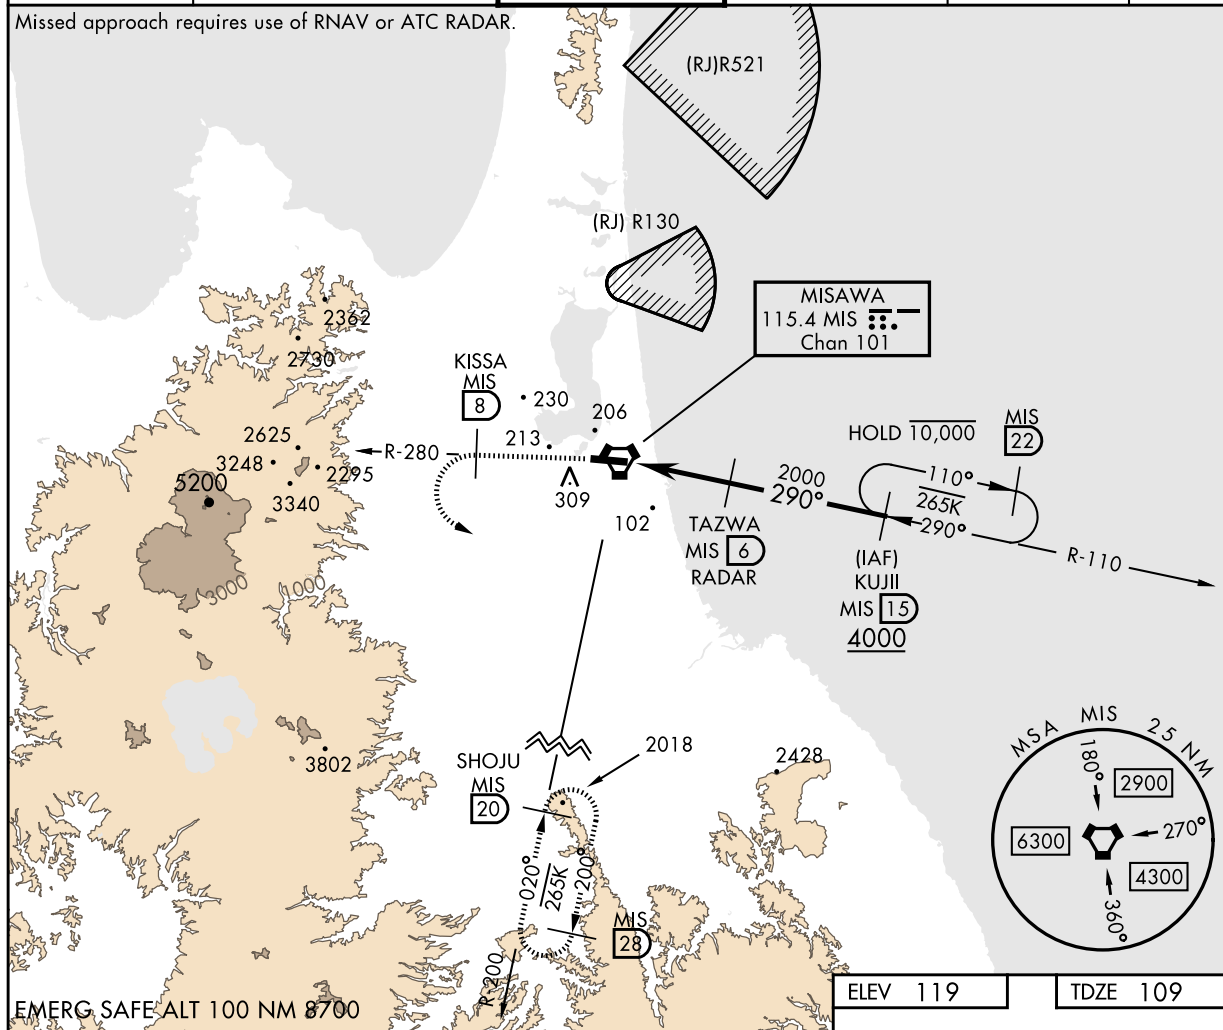 Missed approach requires use of RNAV or ATC RADAR.
(RJ)R521
(RJ) R130
MISAWA
115.4 MIS
Chan 101
2362
2730
KISSA
MIS
8
230
206
213
309
102
R-280
2625
3248
2295
5200
3340
3000
1000
HOLD 10,000
MIS
22
110°
265K
290°
R-110
2000
290°
TAZWA
MIS 6
RADAR
(IAF)
KUJII
MIS 15
4000
3802
SHOJU
MIS
20
2018
2428
020°
265K
200°
MIS
28
R-200
MSA MIS 25 NM
180°
2900
6300
270°
4300
360°
EMERG SAFE ALT 100 NM 8700
ELEV 119
TDZE 109